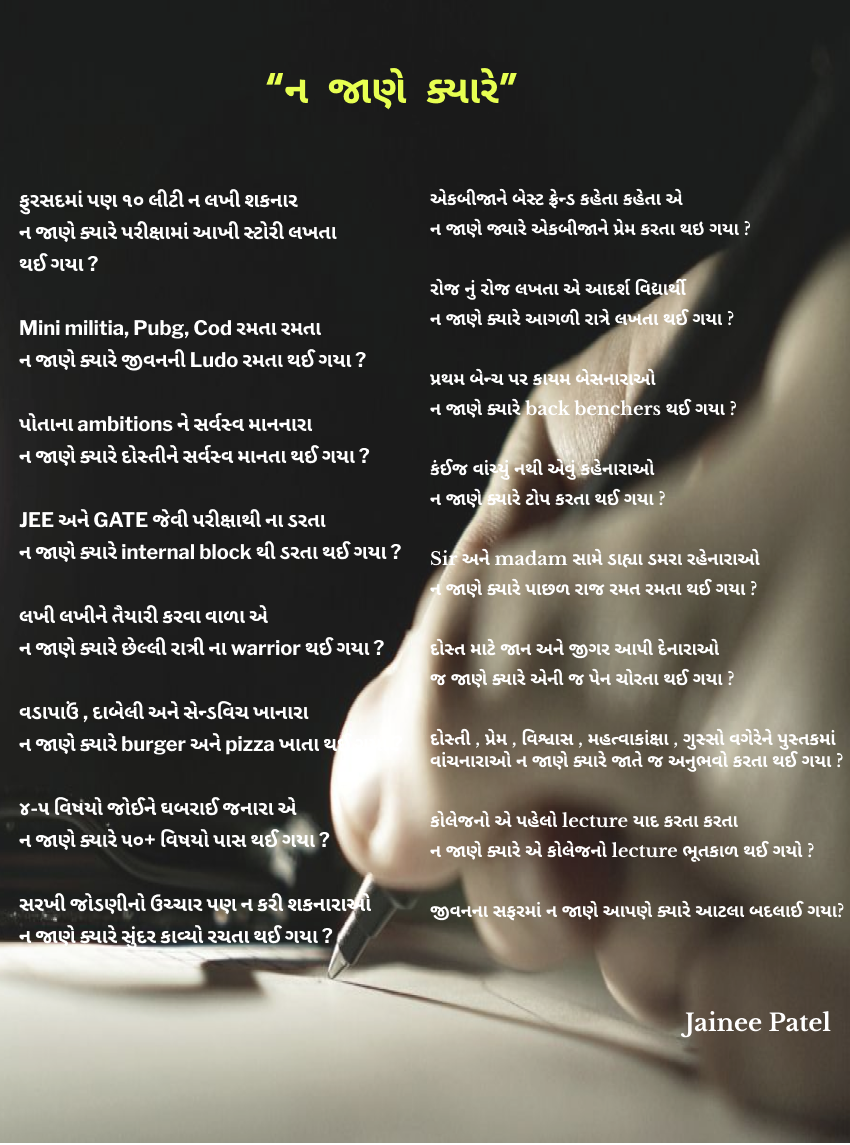 “ન જાણે ક્યારે”
ફુરસદમાં પણ ૧૦ લીટી ન લખી શકનાર
ન જાણે ક્યારે પરીક્ષામાં આખી સ્ટોરી લખતા
થઈ ગયા ?
Mini militia, Pubg, Cod રમતા રમતા
ન જાણે ક્યારે જીવનની Ludo રમતા થઈ ગયા ?
પોતાના ambitions ને સર્વસ્વ માનનારા
ન જાણે ક્યારે દોસ્તીને સર્વસ્વ માનતા થઈ ગયા ?
JEE અને GATE જેવી પરીક્ષાથી ના ડરતા
ન જાણે ક્યારે internal block થી ડરતા થઈ ગયા ?
લખી લખીને તૈયારી કરવા વાળા એ
ન જાણે ક્યારે છેલ્લી રાત્રી ના warrior થઈ ગયા ?
વડાપાઉં , દાબેલી અને સેન્ડવિચ ખાનારા
ન જાણે ક્યારે burger અને pizza ખાતા
૪-૫ વિષયો જોઈને ઘબરાઈ જનારા એ
ન જાણે ક્યારે ૫૦+ વિષયો પાસ થઈ ગયા ?
સરખી જોડણીનો ઉચ્ચાર પણ ન કરી શકનારાઓ
ન જાણે ક્યારે સુંદર કાવ્યો રચતા થઈ ગયા ?
એકબીજાને બેસ્ટ ફ્રેન્ડ કહેતા કહેતા એ
ન જાણે જ્યારે એકબીજાને પ્રેમ કરતા થઇ ગયા ?
રોજ નું રોજ લખતા એ આદર્શ વિદ્યાર્થી
ન જાણે ક્યારે આગળી રાત્રે લખતા થઈ ગયા ?
પ્રથમ બેન્ચ પર કાયમ બેસનારાઓ
ન જાણે ક્યારે back benchers થઈ ગયા ?
કંઈજ વાંચ્યું નથી એવું કહેનારાઓ
ન જાણે ક્યારે ટોપ કરતા થઈ ગયા ?
Sir અને madam સામે ડાહ્યા ડમરા રહેનારાઓ
ન જાણે ક્યારે પાછળ રાજ રમત રમતા થઈ ગયા ?
દોસ્ત માટે જાન અને જીગર આપી દેનારાઓ
જ જાણે ક્યારે એની જ પેન ચોરતા થઈ ગયા ?
દોસ્તી , પ્રેમ , વિશ્વાસ , મહત્વાકાંક્ષા , ગુસ્સો વગેરેને પુસ્તકમાં
વાંચનારાઓ ન જાણે ક્યારે જાતે જ અનુભવો કરતા થઈ ગયા ?
કોલેજનો એ પહેલો lecture યાદ કરતા કરતા
ન જાણે ક્યારે એ કોલેજનો lecture ભૂતકાળ થઈ ગયો ?
જીવનના સફરમાં ન જાણે આપણે ક્યારે આટલા બદલાઈ ગયા?
Jainee Patel